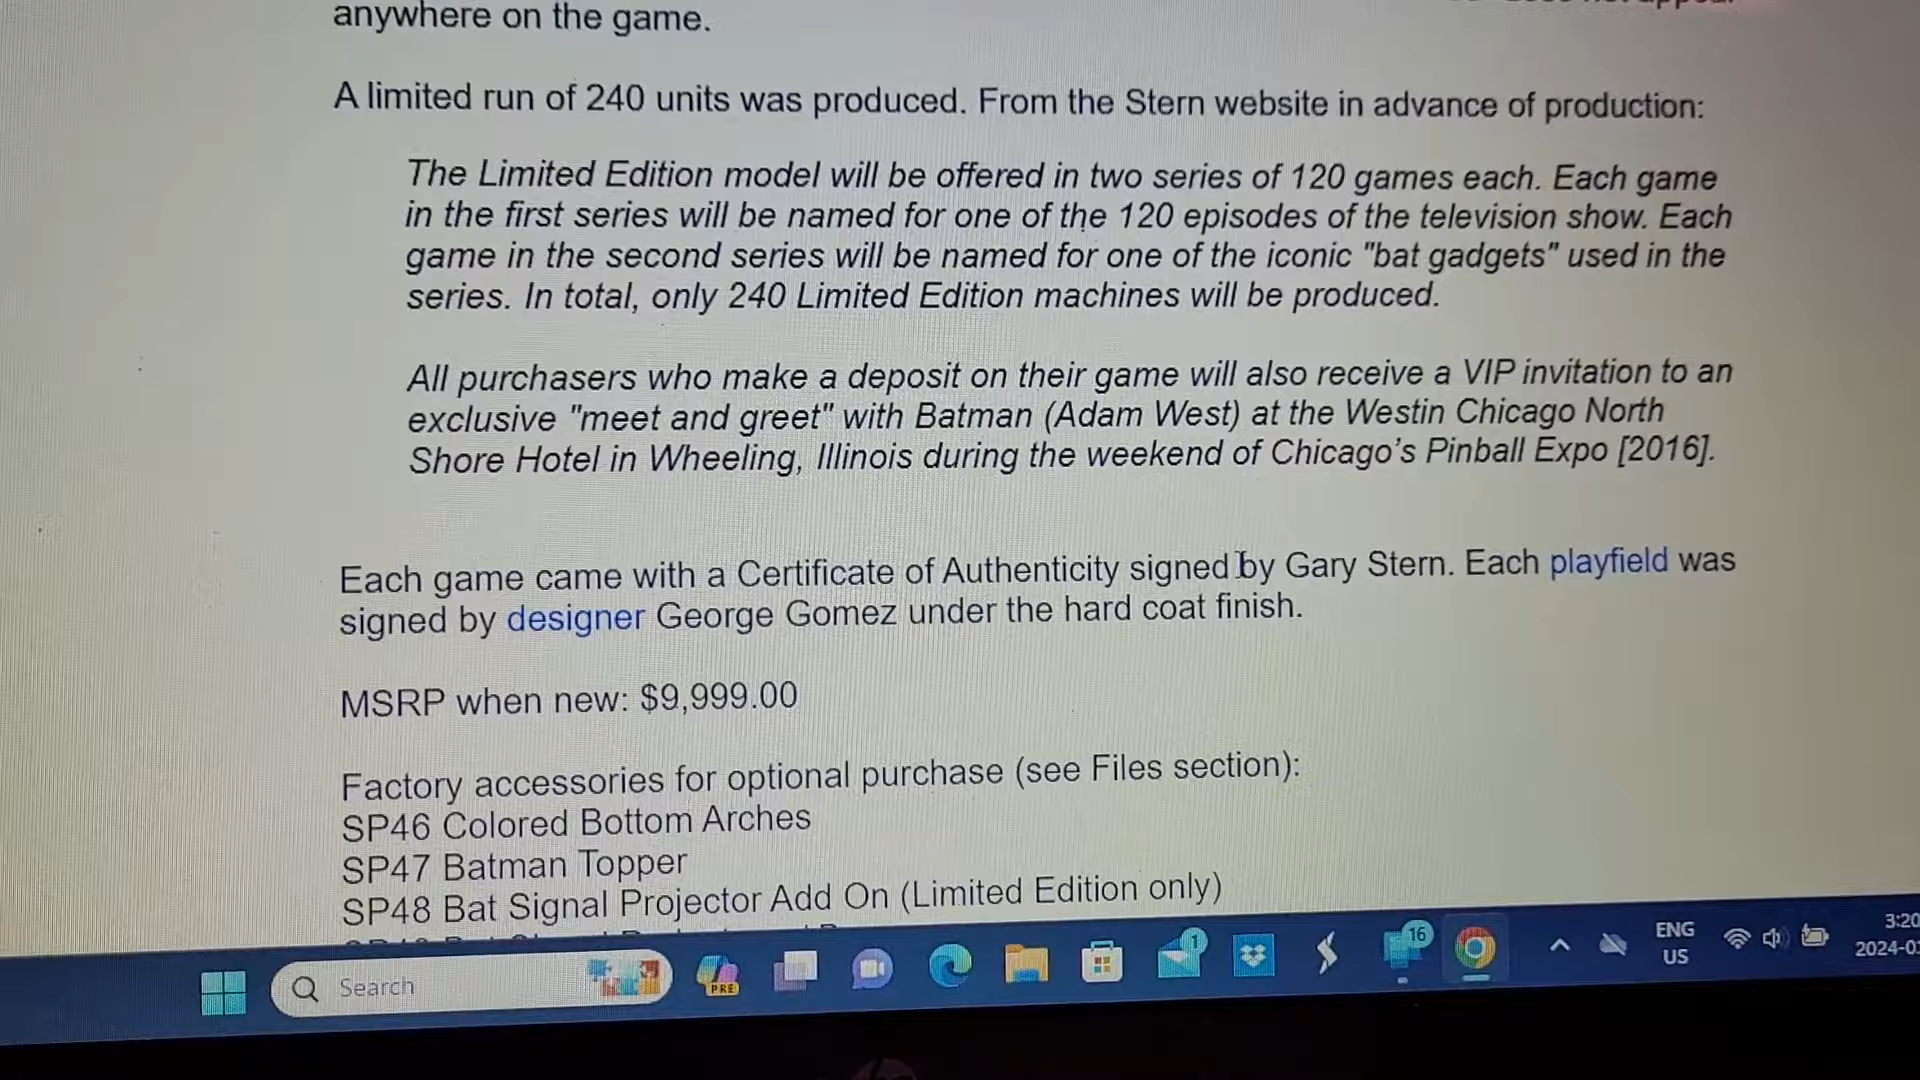 anywhere on the game.
A limited run of 240 units was produced. From the Stern website in advance of production:
The Limited Edition model will be offered in two series of 120 games each. Each game
in the first series will be named for one of the 120 episodes of the television show. Each
game in the second series will be named for one of the iconic "bat gadgets" used in the
series. In total, only 240 Limited Edition machines will be produced.
All purchasers who make a deposit on their game will also receive a VIP invitation to an
exclusive "meet and greet" with Batman (Adam West) at the Westin Chicago North
Shore Hotel in Wheeling, Illinois during the weekend of Chicago's Pinball Expo [2016].
Each game came with a Certificate of Authenticity signed by Gary Stern. Each playfield was
signed by designer George Gomez under the hard coat finish.
MSRP when new: $9,999.00
Factory accessories for optional purchase (see Files section):
SP46 Colored Bottom Arches
SP47 Batman Topper
SP48 Bat Signal Projector Add On (Limited Edition only)
Search
PRE
1
16
ENG
US
3:20
2024-0